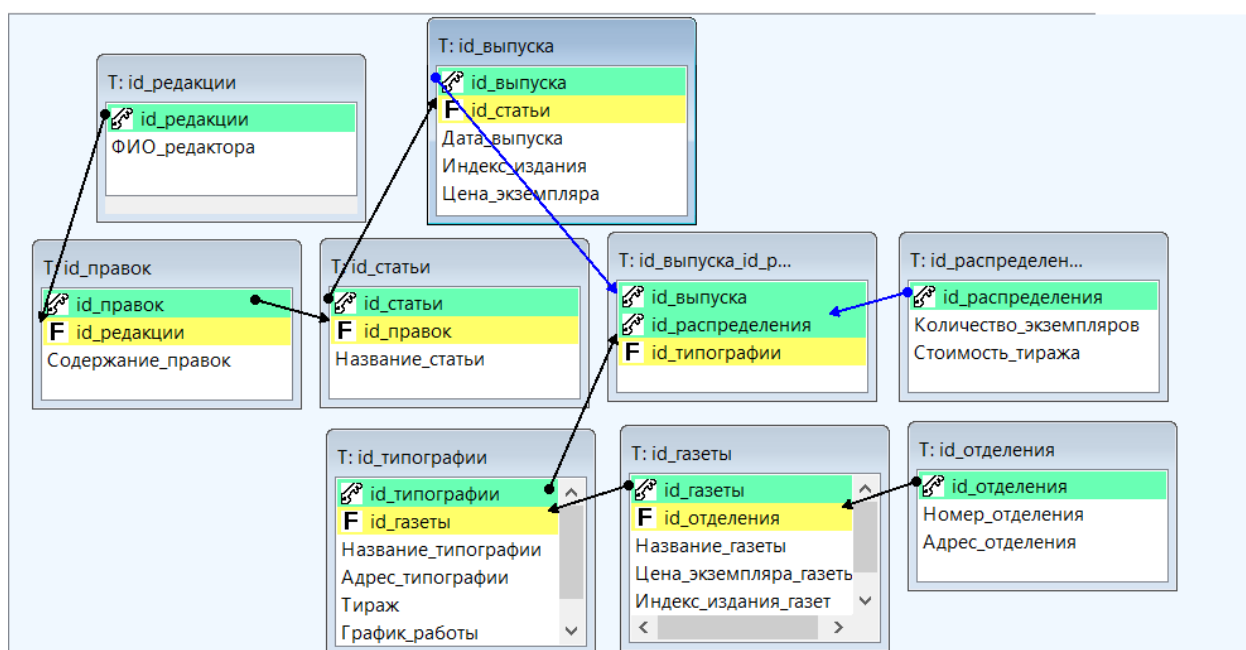 T: id_выпуска
id_выпуска
F id_статьи
Дата_выпуска
Индекс_издания
Цена_экземпляра
T: id_редакции
id_редакции
ФИО_редактора
T: id_правок
id_правок
F id_редакции
Содержание_правок
T: id_статьи
id_статьи
F id_правок
Название_статьи
T: id_выпуска_id_р...
id_выпуска
id_распределения
F id_типографии
T: id_распределен...
id_распределения
Количество_экземпляров
Стоимость_тиража
T: id_типографии
id_типографии
F id_газеты
Название_типографии
Адрес_типографии
Тираж
График_работы
T: id_газеты
id_газеты
F id_отделения
Название_газеты
Цена_экземпляра_газеть
Индекс_издания_газет
T: id_отделения
id_отделения
Номер_отделения
Адрес_отделения